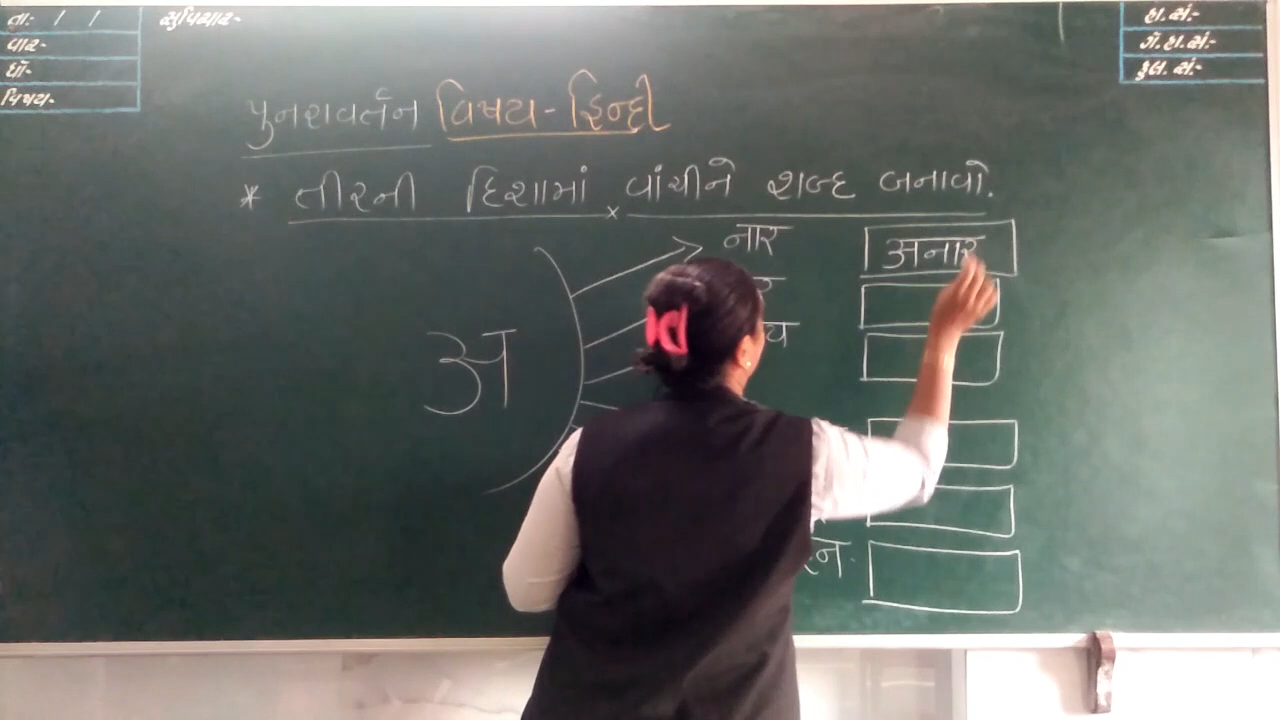 તા:- / /
સુવિચાર-
હા. સં:-
વાર-
ગે. હા. સં:-
ઘો-
કુલ. સં:-
વિષય.
પુનરાવર્તન વિષય - હિન્દી
* તીરની દિશામાં વાંચીને શબ્દ બનાવો.
नार अनार
अ